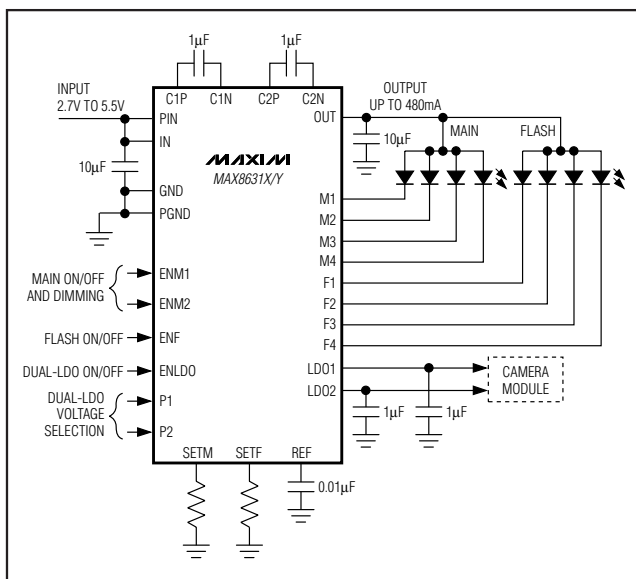 1µF
1µF
INPUT
2.7V TO 5.5V
C1P
C1N
C2P
C2N
OUTPUT
UP TO 480mA
PIN
OUT
IN
10µF
MAIN
FLASH
10µF
MAXIM
MAX8631X/Y
GND
PGND
M1
M2
M3
M4
MAIN ON/OFF
AND DIMMING
ENM1
ENM2
F1
F2
F3
F4
FLASH ON/OFF
ENF
DUAL-LDO ON/OFF
ENLDO
LDO1
LDO2
CAMERA
MODULE
DUAL-LDO
VOLTAGE
SELECTION
P1
P2
1µF
1µF
SETM
SETF
REF
0.01µF